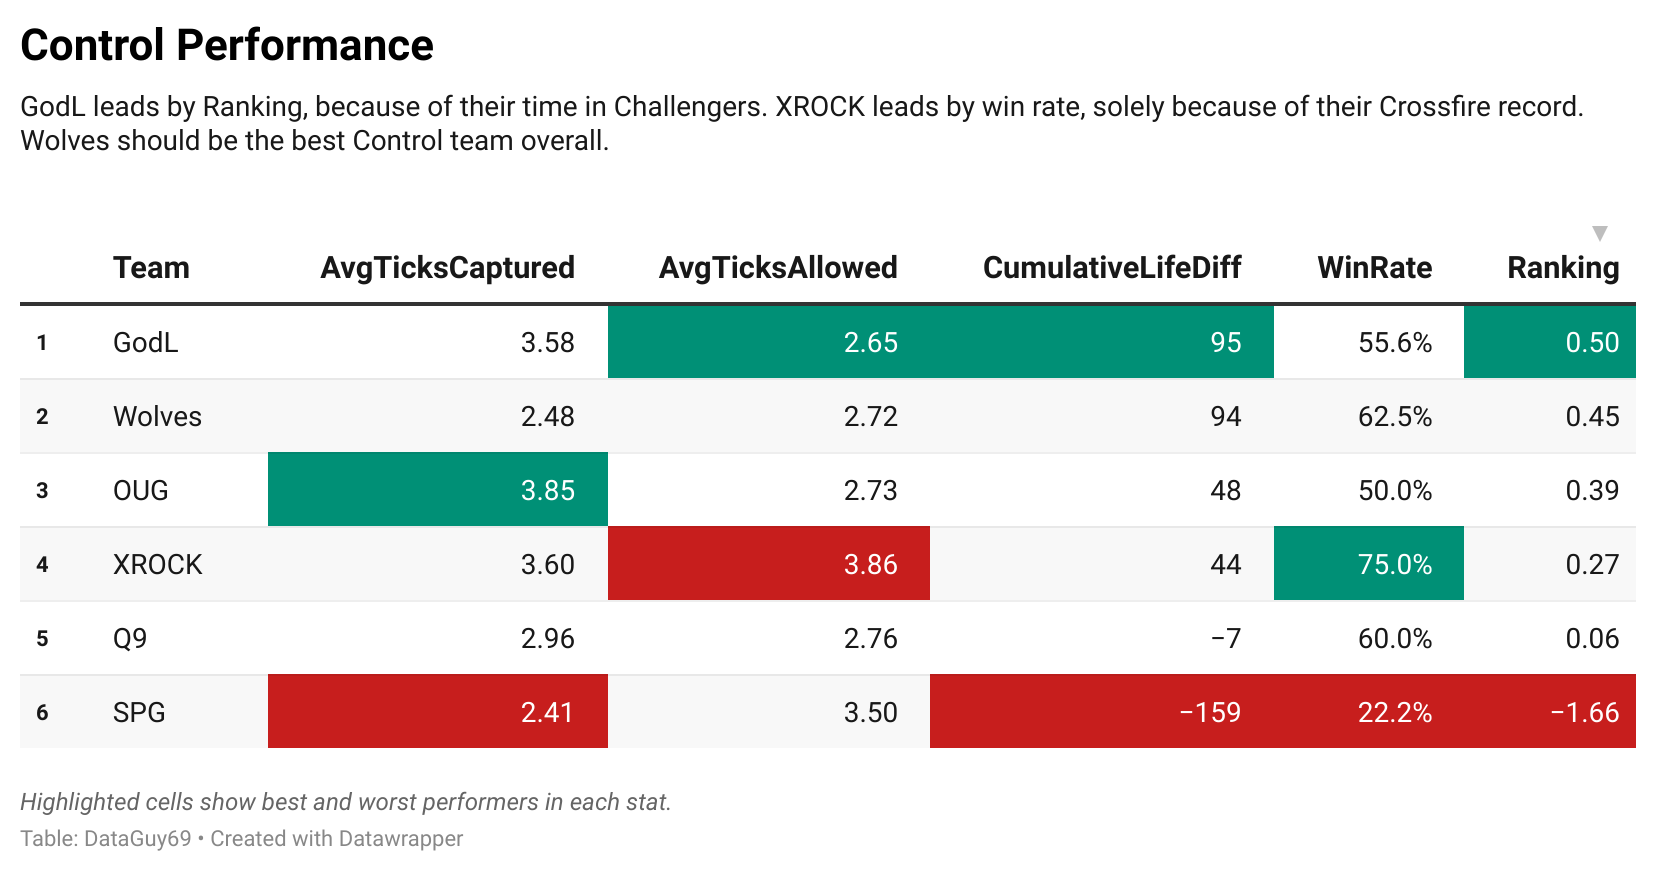 Control Performance
GodL leads by Ranking, because of their time in Challengers. XROCK leads by win rate, solely because of their Crossfire record.
Wolves should be the best Control team overall.
Team AvgTicksCaptured AvgTicksAllowed CumulativeLifeDiff WinRate Ranking
1 GodL 3.58 2.65 95 55.6% 0.50
2 Wolves 2.48 2.72 94 62.5% 0.45
3 OUG 3.85 2.73 48 50.0% 0.39
4 XROCK 3.60 3.86 44 75.0% 0.27
5 Q9 2.96 2.76 −7 60.0% 0.06
6 SPG 2.41 3.50 −159 22.2% −1.66
Highlighted cells show best and worst performers in each stat.
Table: DataGuy69 • Created with Datawrapper